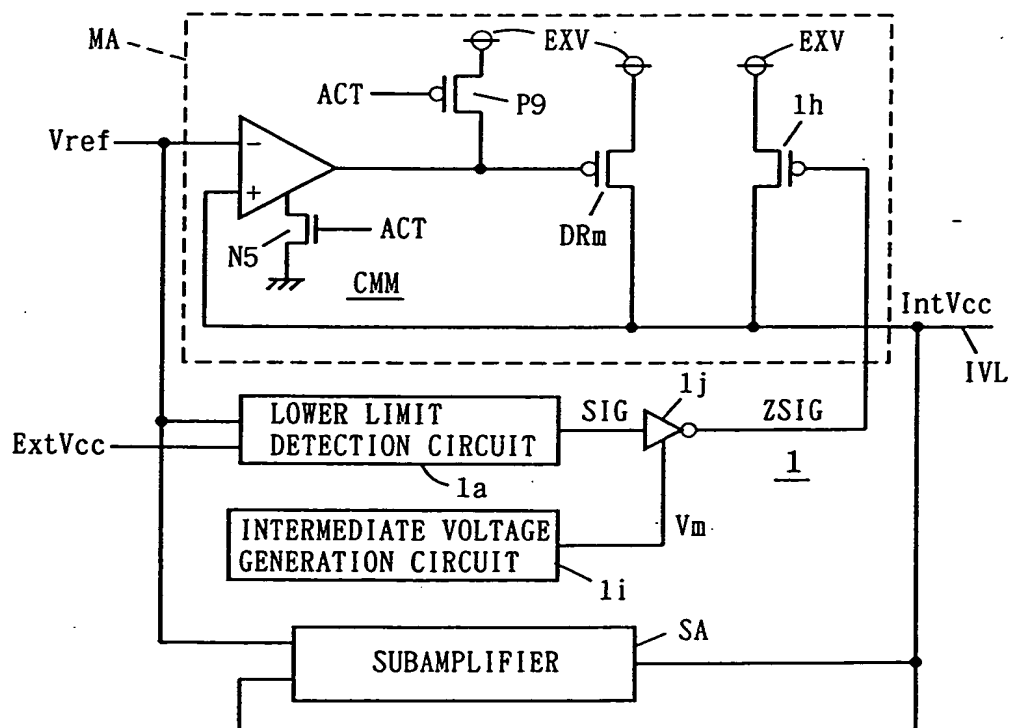 MA
EXV
EXV
ACT
P9
1h
Vref
-
+
N5
ACT
DRm
CMM
IntVcc
IVL
1j
LOWER LIMIT
DETECTION CIRCUIT
SIG
ZSIG
ExtVcc
1
1a
INTERMEDIATE VOLTAGE
GENERATION CIRCUIT
Vm
1i
SA
SUBAMPLIFIER